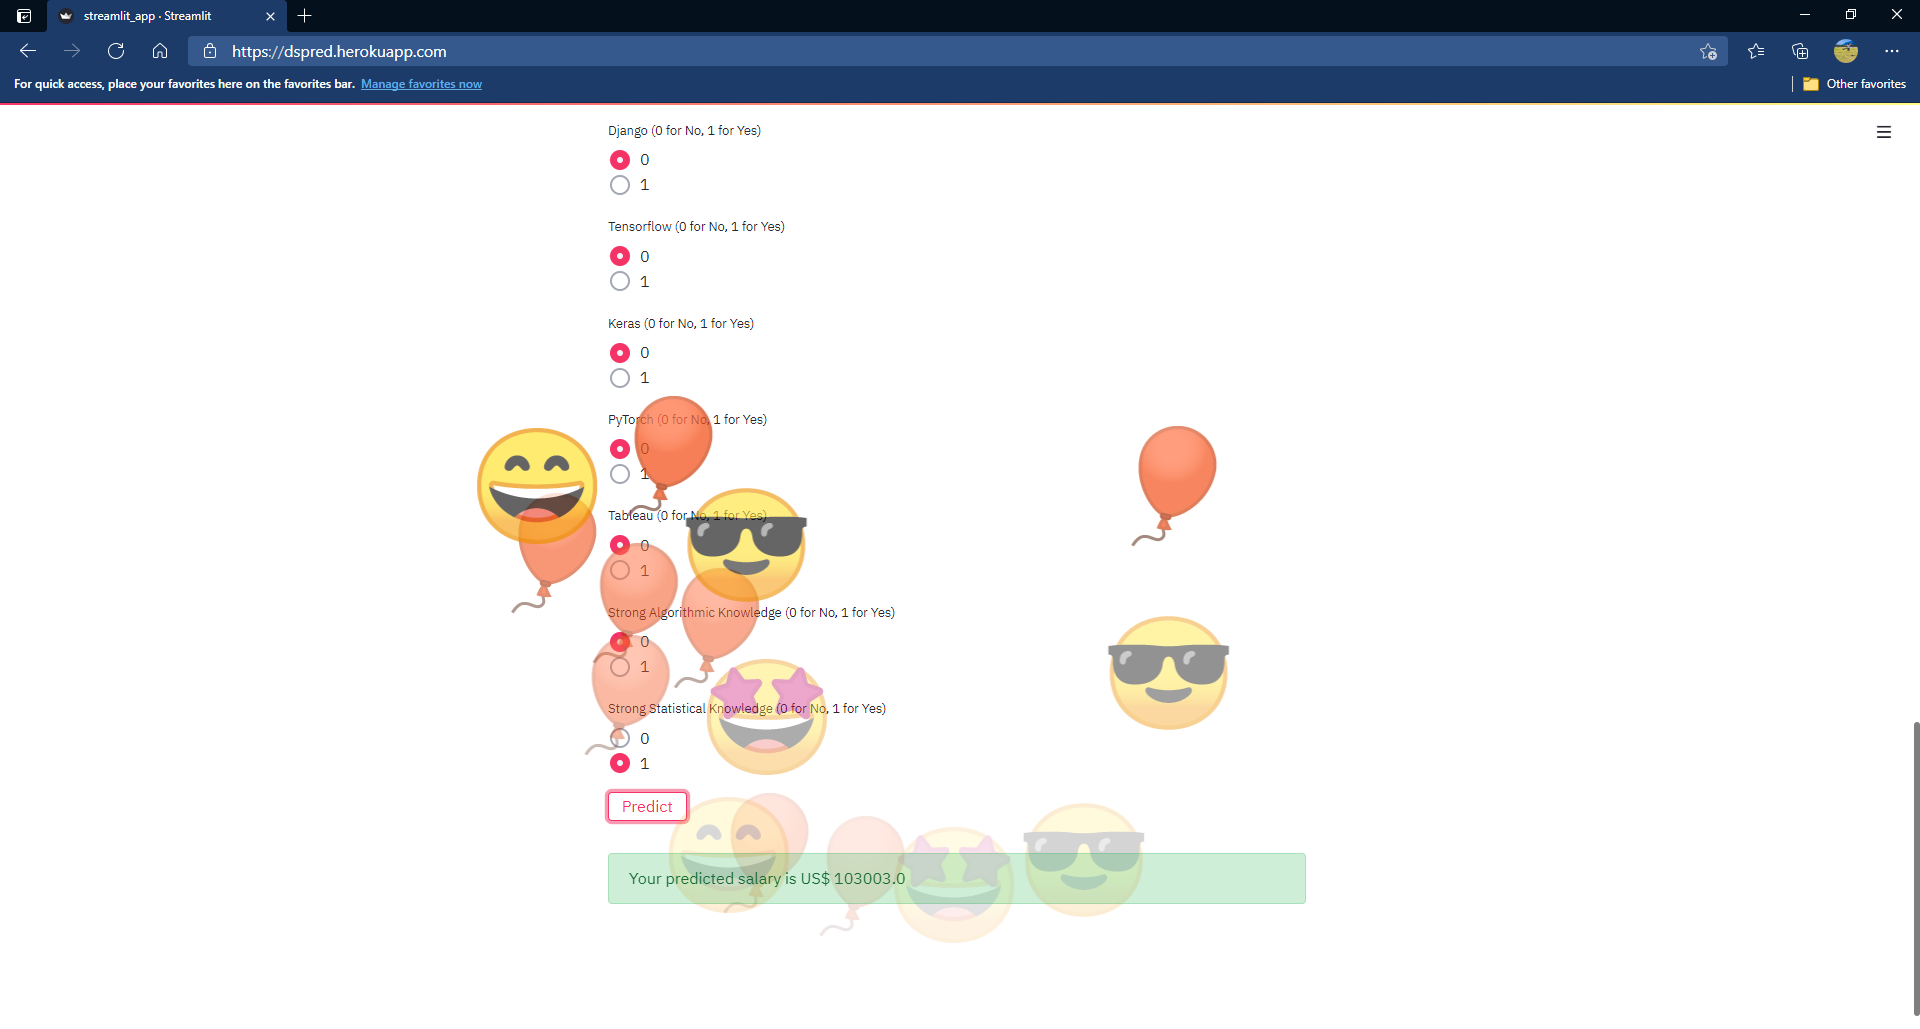 streamlit_app · Streamlit
https://dspred.herokuapp.com
For quick access, place your favorites here on the favorites bar. Manage favorites now
Other favorites
Django (0 for No, 1 for Yes)
0
1
Tensorflow (0 for No, 1 for Yes)
0
1
Keras (0 for No, 1 for Yes)
0
1
PyTorch (0 for No, 1 for Yes)
0
1
Tableau (0 for No, 1 for Yes)
0
1
Strong Algorithmic Knowledge (0 for No, 1 for Yes)
0
1
Strong Statistical Knowledge (0 for No, 1 for Yes)
0
1
Predict
Your predicted salary is US$ 103003.0